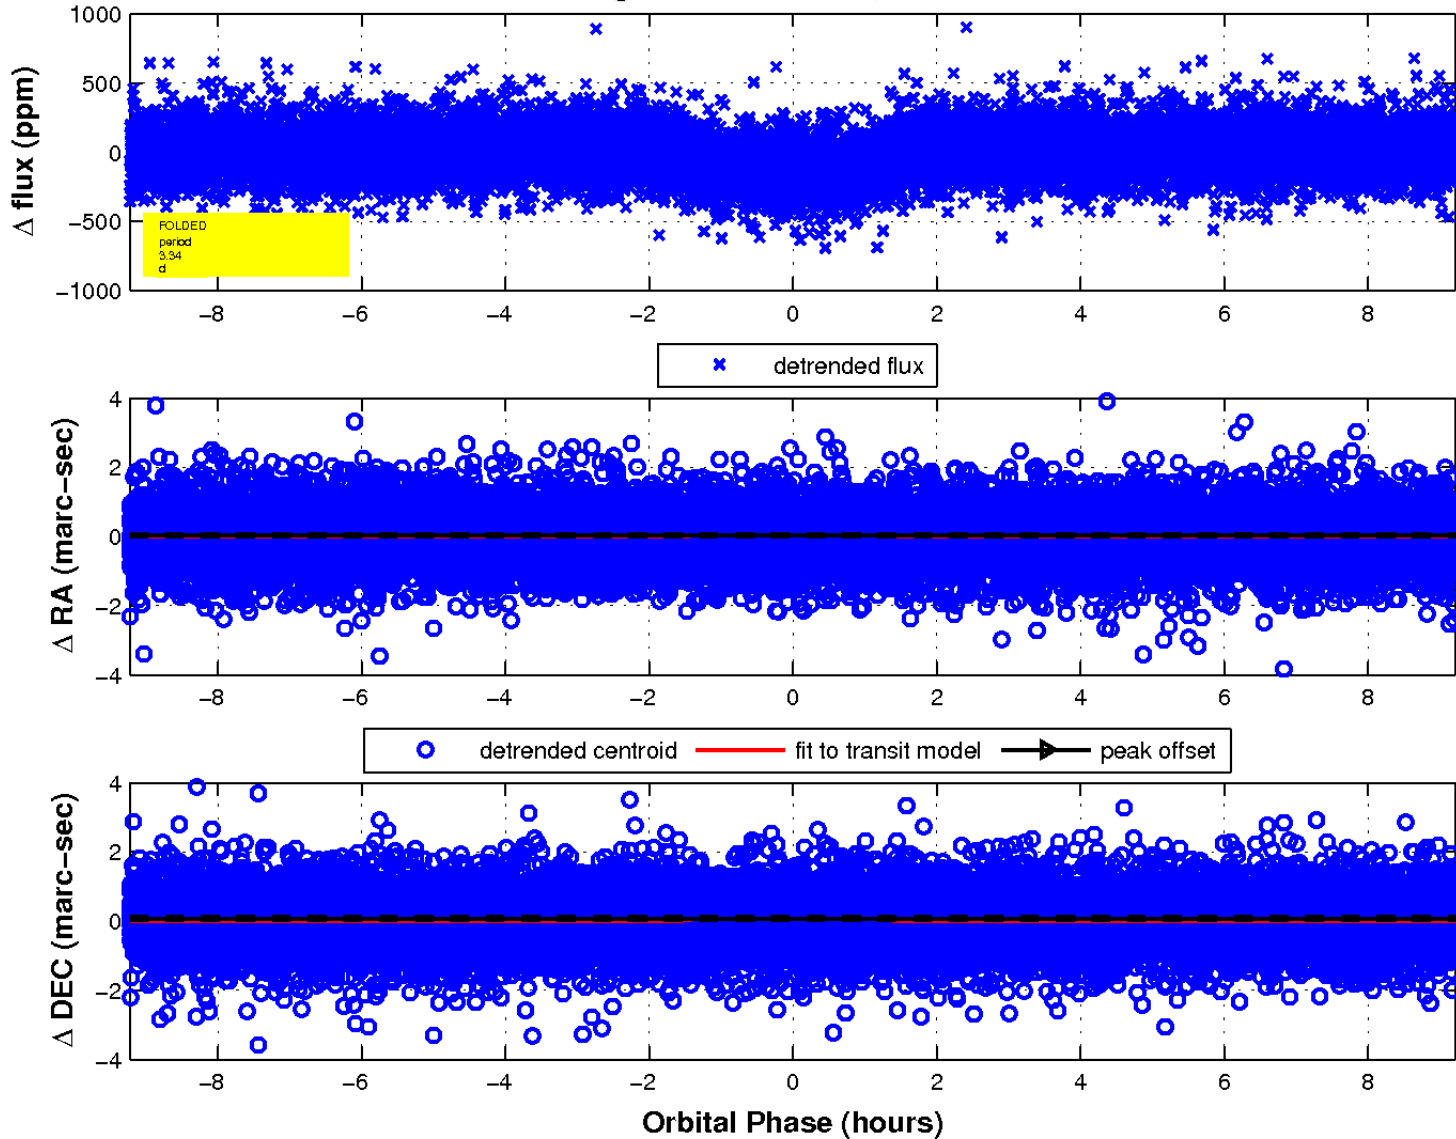 1000
500
0
−500
−1000
Δ flux (ppm)
FOLDED
period
3.34
d
−8 −6 −4 −2 0 2 4 6 8
detrended flux
4
2
0
−2
−4
Δ RA (marc−sec)
−8 −6 −4 −2 0 2 4 6 8
detrended centroid fit to transit model peak offset
4
2
0
−2
−4
Δ DEC (marc−sec)
−8 −6 −4 −2 0 2 4 6 8
Orbital Phase (hours)